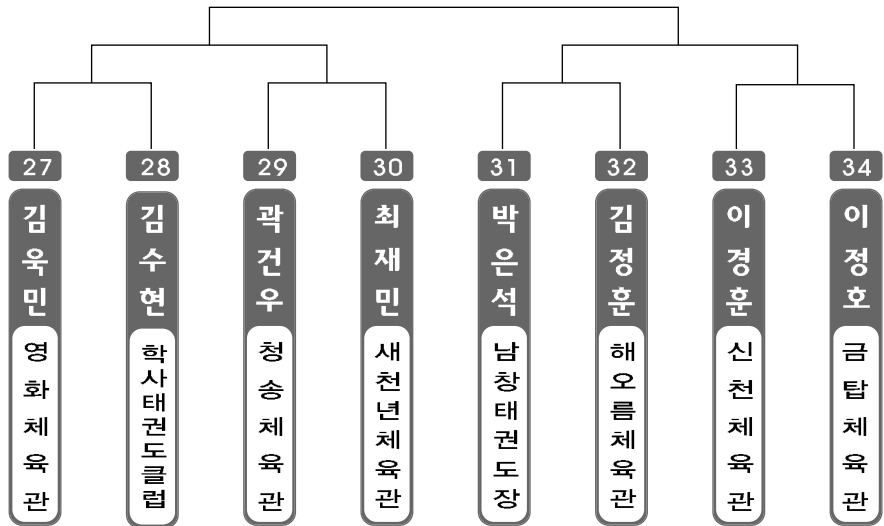 27
김욱민
영화체육관
28
김수현
학사태권도클럽
29
곽건우
청송체육관
30
최재민
새천년체육관
31
박은석
남창태권도장
32
김정훈
해오름체육관
33
이경훈
신천체육관
34
이정호
금탑체육관